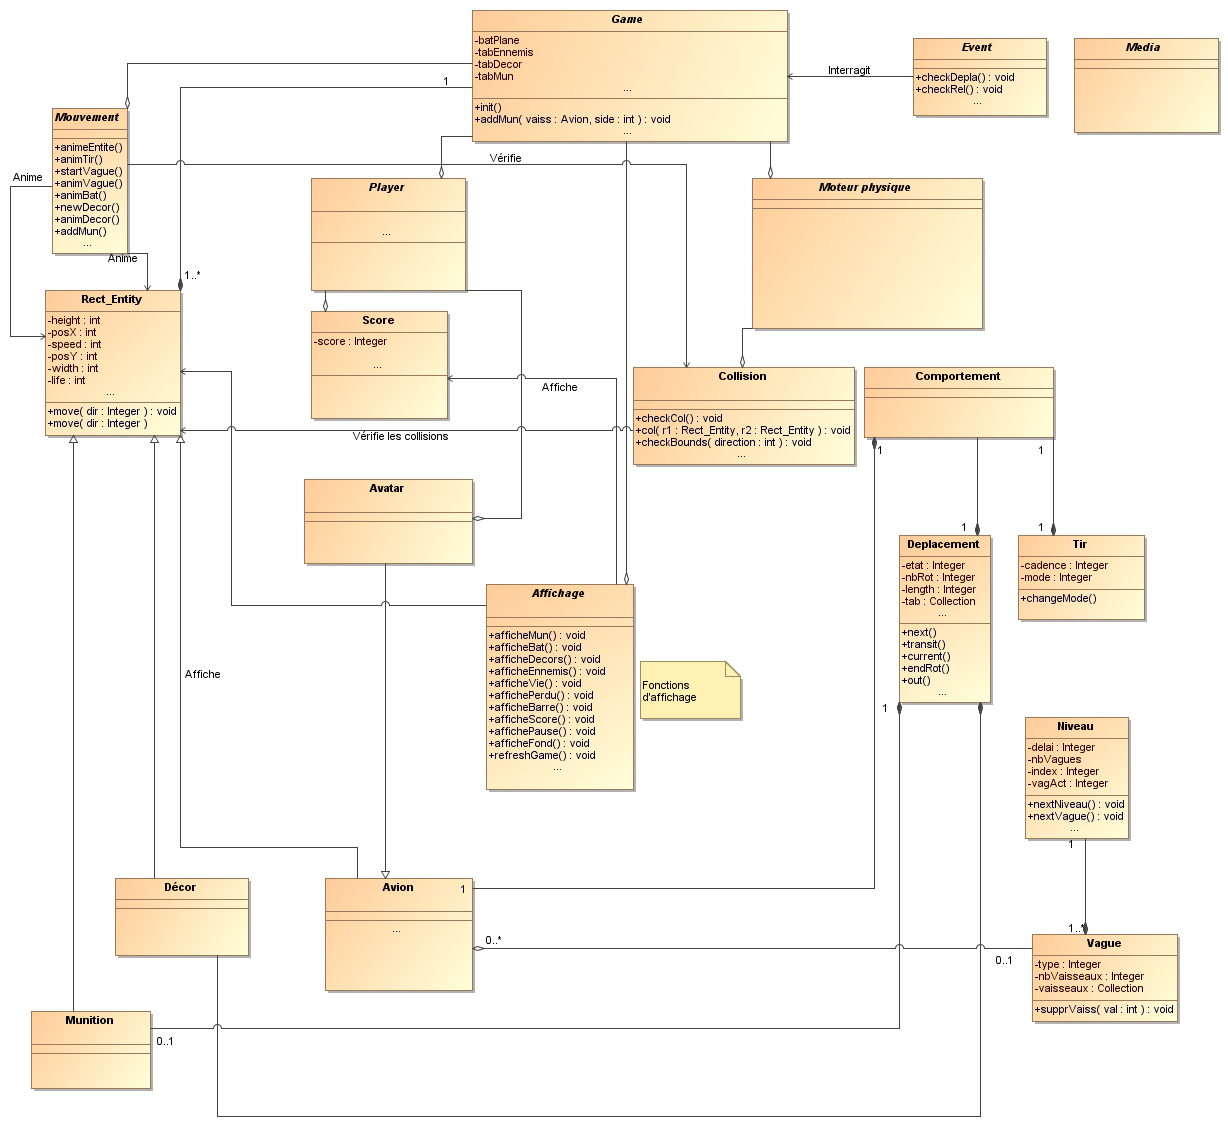 Game
-batPlane
-tabEnnemis
-tabDecor
-tabMun
...
+init()
+addMun( vaiss : Avion, side : int ) : void
...
Interragit
Event
+checkDepla() : void
+checkRel() : void
...
Media
1
Mouvement
+animeEntite()
+animTir()
+startVague()
+animVague()
+animBat()
+newDecor()
+animDecor()
+addMun()
...
Anime
Anime
Vérifie
1..*
Player
...
Moteur physique
Rect_Entity
-height : int
-posX : int
-speed : int
-posY : int
-width : int
-life : int
...
+move( dir : Integer ) : void
+move( dir : Integer )
Score
-score : Integer
...
Affiche
Vérifie les collisions
Collision
+checkCol() : void
+col( r1 : Rect_Entity, r2 : Rect_Entity ) : void
+checkBounds( direction : int ) : void
...
Comportement
1
1
1
1
Avatar
Deplacement
-etat : Integer
-nbRot : Integer
-length : Integer
-tab : Collection
...
+next()
+transit()
+current()
+endRot()
+out()
...
Tir
-cadence : Integer
-mode : Integer
+changeMode()
Affichage
+afficheMun() : void
+afficheBat() : void
+afficheDecors() : void
+afficheEnnemis() : void
+afficheVie() : void
+affichePerdu() : void
+afficheBarre() : void
+afficheScore() : void
+affichePause() : void
+afficheFond() : void
+refreshGame() : void
...
Fonctions
d'affichage
Affiche
1
Niveau
-delai : Integer
-nbVagues
-index : Integer
-vagAct : Integer
+nextNiveau() : void
+nextVague() : void
...
1
Décor
Avion
...
1
0..*
0..1
1..*
Vague
-type : Integer
-nbVaisseaux : Integer
-vaisseaux : Collection
+supprVaiss( val : int ) : void
Munition
0..1